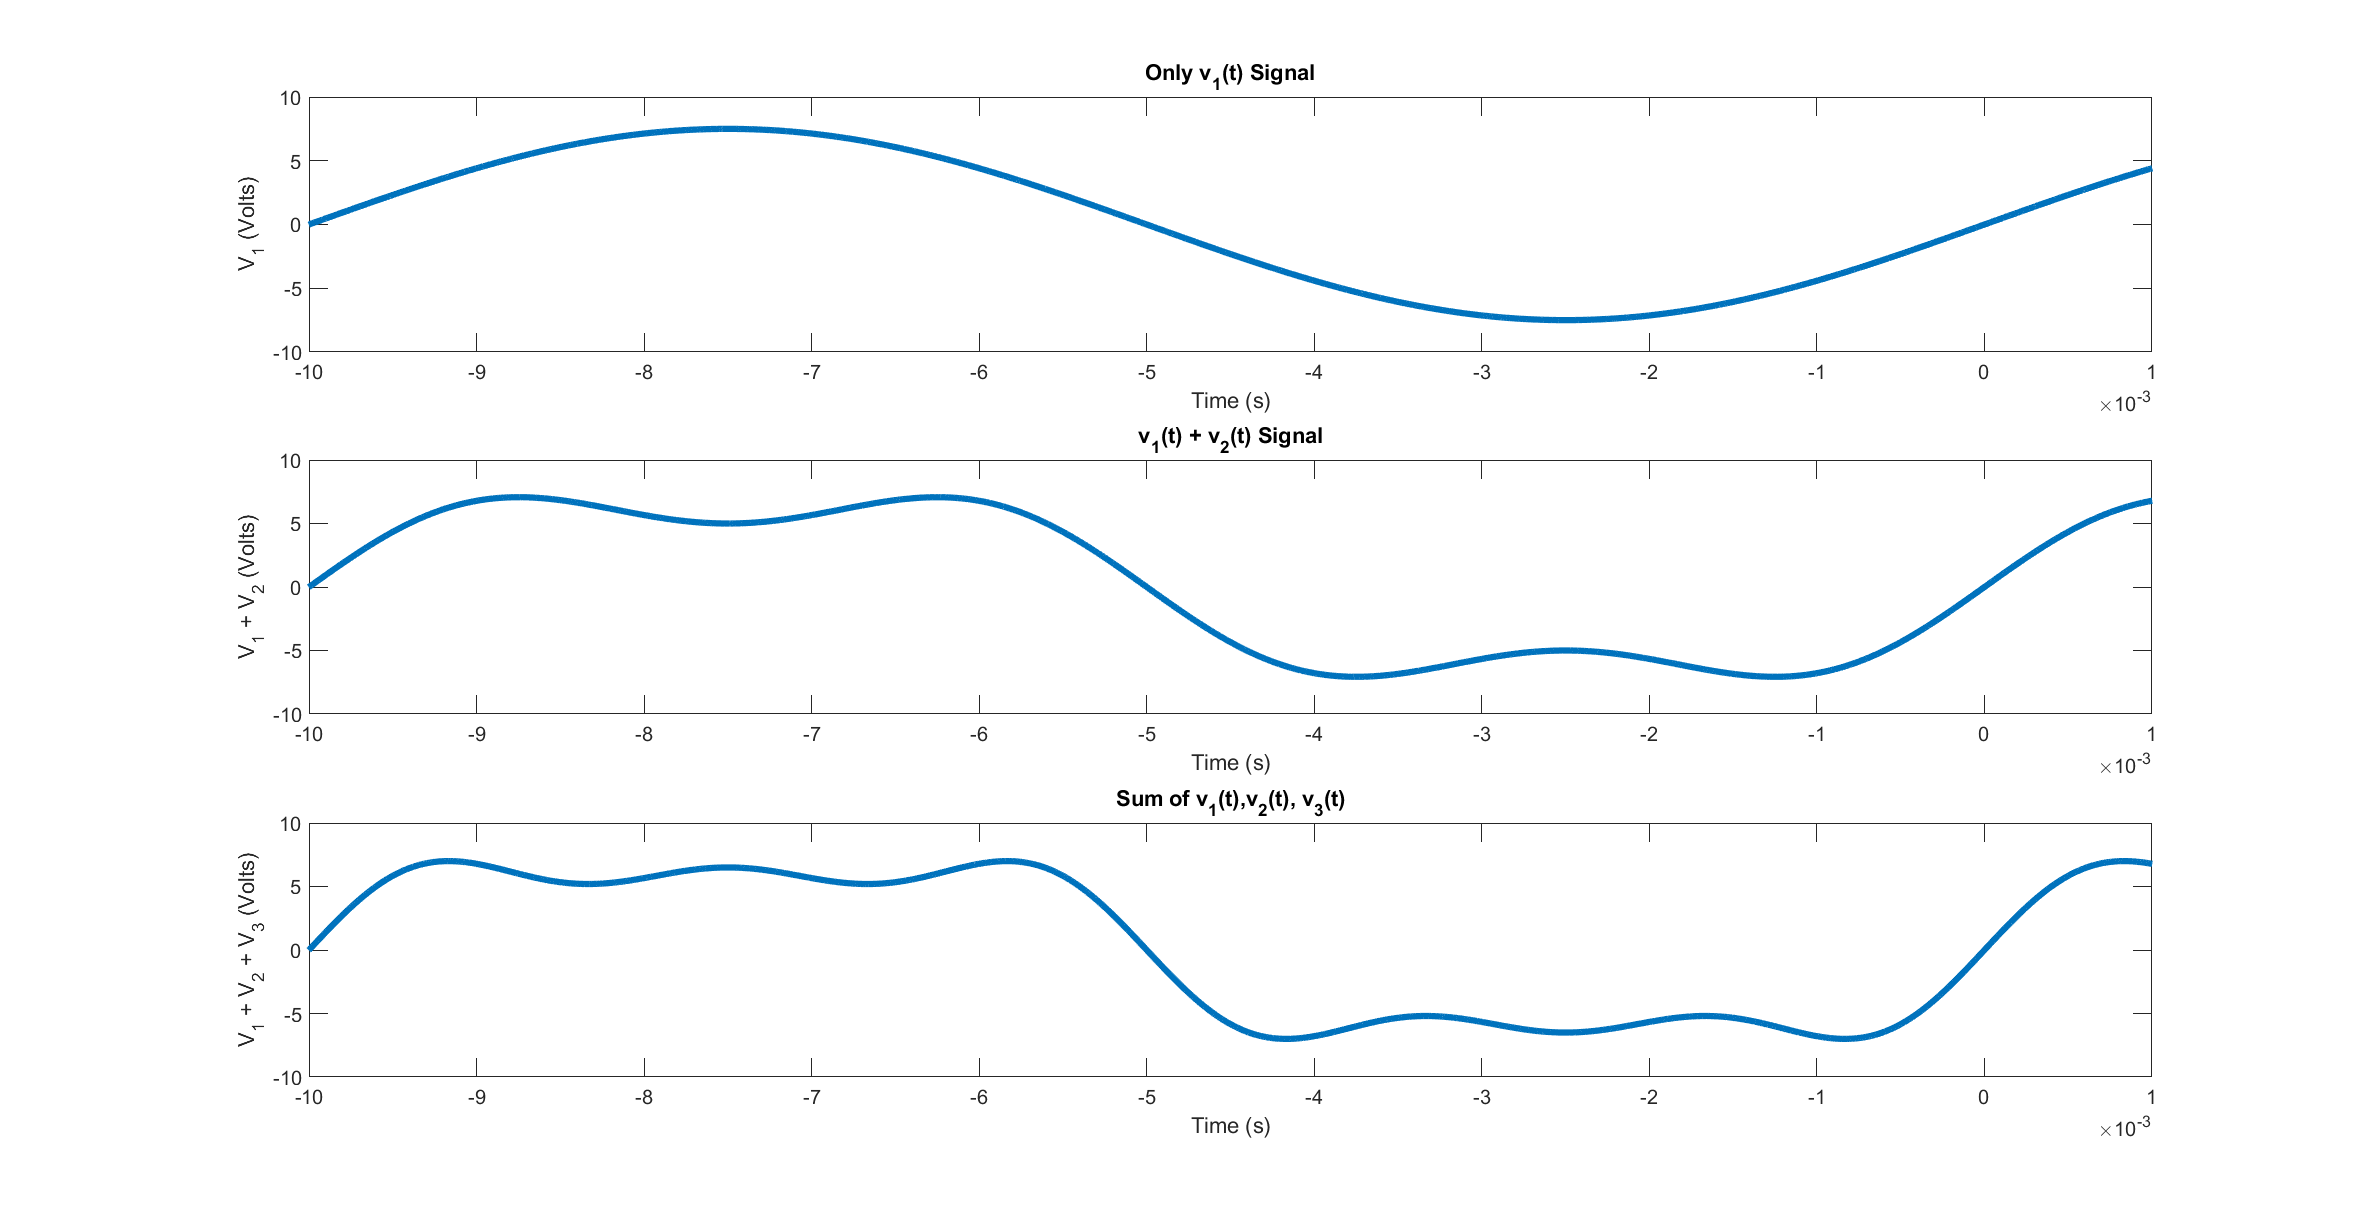 Only v1(t) Signal
10
5
0
-5
-10
V1 (Volts)
-10 -9 -8 -7 -6 -5 -4 -3 -2 -1 0 1
Time (s)
×10-3
v1(t) + v2(t) Signal
10
5
0
-5
-10
V1 + V2 (Volts)
-10 -9 -8 -7 -6 -5 -4 -3 -2 -1 0 1
Time (s)
×10-3
Sum of v1(t),v2(t), v3(t)
10
5
0
-5
-10
V1 + V2 + V3 (Volts)
-10 -9 -8 -7 -6 -5 -4 -3 -2 -1 0 1
Time (s)
×10-3